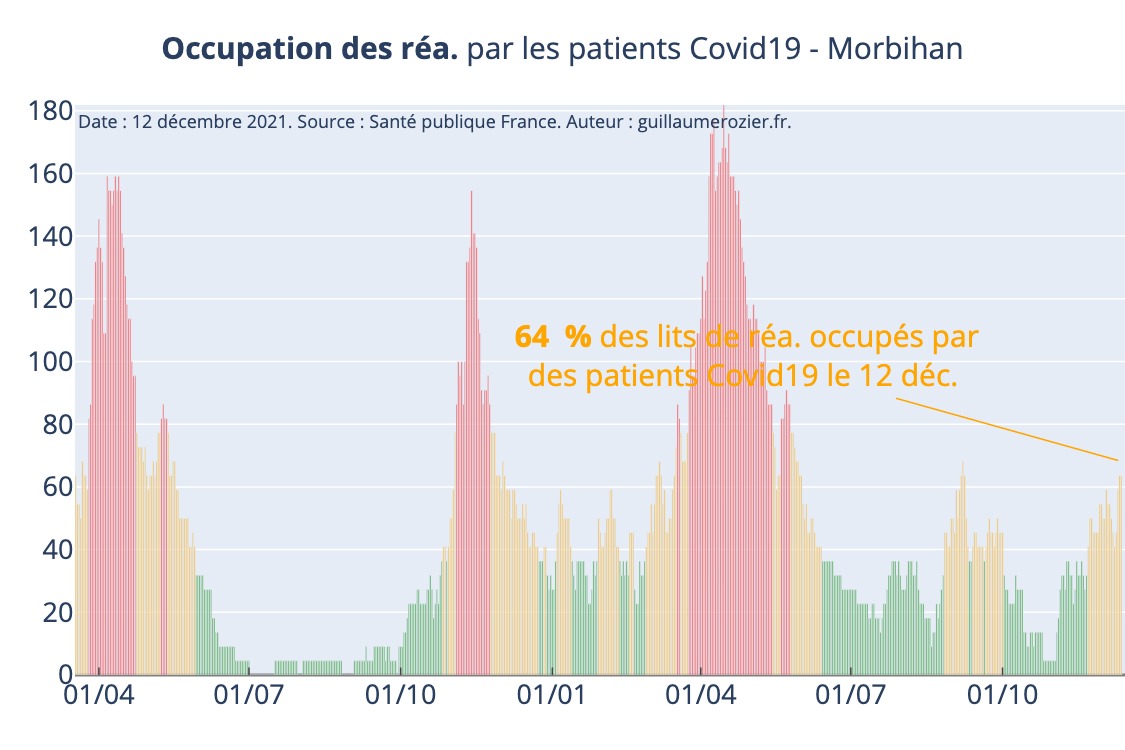 Occupation des réa. par les patients Covid19 - Morbihan
180
Date : 12 décembre 2021. Source : Santé publique France. Auteur : guillaumerozier.fr.
160
140
120
64 % des lits de réa. occupés par
100
des patients Covid19 le 12 déc.
80
60
40
20
0
01/04 01/07 01/10 01/01 01/04 01/07 01/10